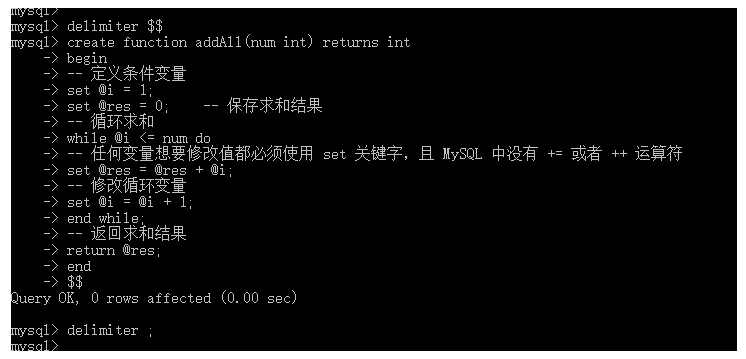 mysql>
mysql> delimiter $$
mysql> create function addAll(num int) returns int
    -> begin
    -> -- 定义条件变量
    -> set @i = 1;
    -> set @res = 0;    -- 保存求和结果
    -> -- 循环求和
    -> while @i <= num do
    -> -- 任何变量想要修改值都必须使用 set 关键字，且 MySQL 中没有 += 或者 ++ 运算符
    -> set @res = @res + @i;
    -> -- 修改循环变量
    -> set @i = @i + 1;
    -> end while;
    -> -- 返回求和结果
    -> return @res;
    -> end
    -> $$
Query OK, 0 rows affected (0.00 sec)

mysql> delimiter ;
mysql>